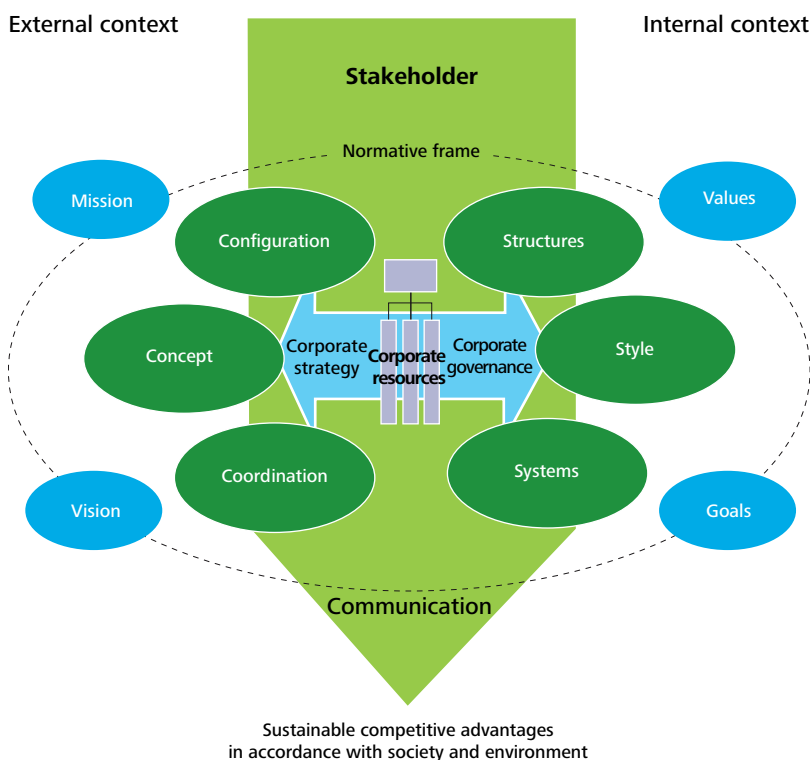 External context
Internal context
Stakeholder
Normative frame
Mission
Values
Configuration
Structures
Concept
Corporate
strategy
Corporate
resources
Corporate
governance
Style
Coordination
Systems
Vision
Goals
Communication
Sustainable competitive advantages
in accordance with society and environment